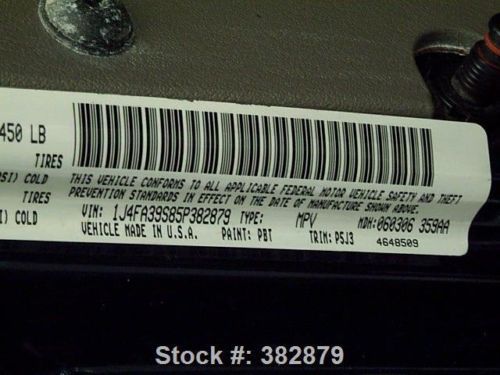 450 LB
TIRES
SI) COLD
TIRES
SI) COLD
THIS VEHICLE CONFORMS TO ALL APPLICABLE FEDERAL MOTOR VEHICLE SAFETY AND THEFT
PREVENTION STANDARDS IN EFFECT ON THE DATE OF MANUFACTURE SHOWN ABOVE.
VIN: 1J4FA39S85P382879 TYPE: MPV MDH: 060306 359AA
VEHICLE MADE IN U.S.A. PAINT: PBT TRIM: P5J3 4648509
Stock #: 382879